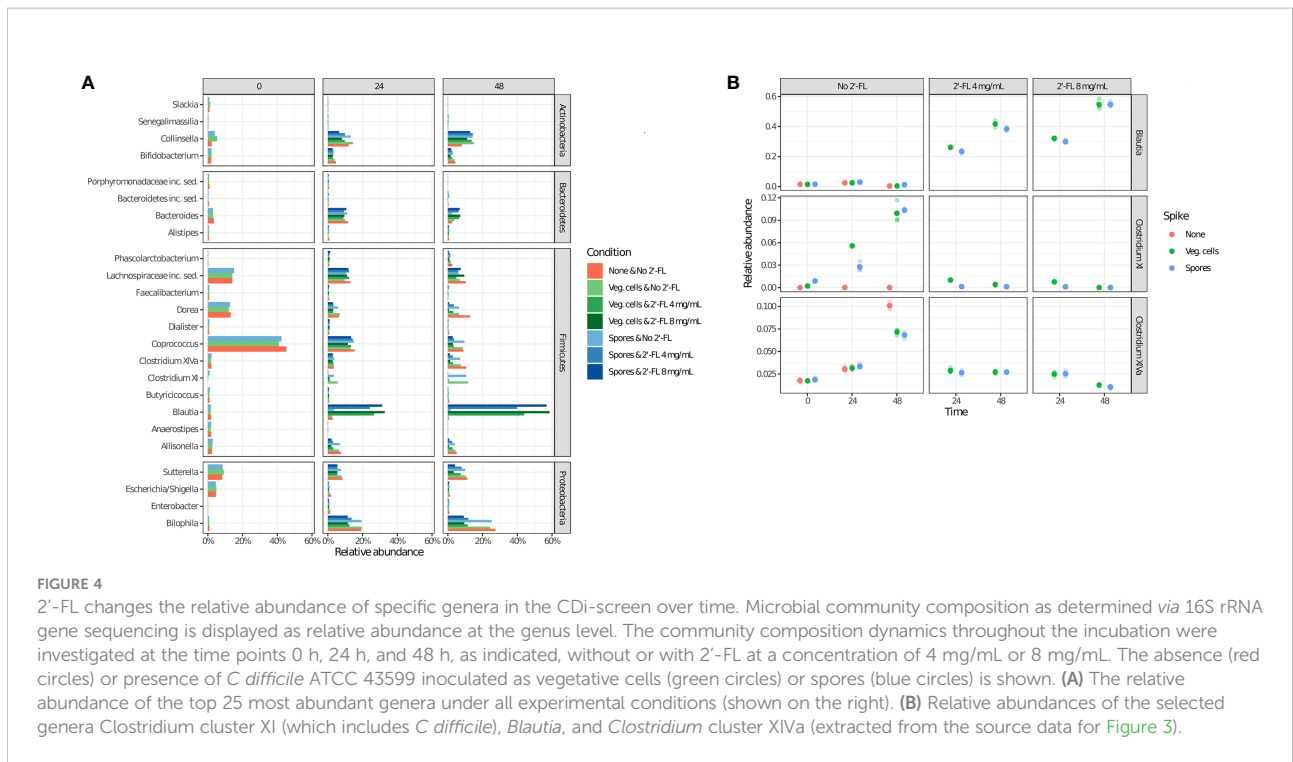 A
0
24
48
Slackia
Senegalimassilia
Collinsella
Bifidobacterium
Actinobacteria
Porphyromonadaceae inc. sed.
Bacteroidetes inc. sed.
Bacteroides
Alistipes
Bacteroidetes
Phascolarctobacterium
Lachnospiraceae inc. sed.
Faecalibacterium
Dorea
Dialister
Coprococcus
Clostridium XIVa
Clostridium XI
Butyricicoccus
Blautia
Anaerostipes
Allisonella
Firmicutes
Sutterella
Escherichia/Shigella
Enterobacter
Bilophila
Proteobacteria
0% 20% 40% 60% 0% 20% 40% 60% 0% 20% 40% 60%
Relative abundance
Condition
None & No 2'-FL
Veg. cells & No 2'-FL
Veg. cells & 2'-FL 4 mg/mL
Veg. cells & 2'-FL 8 mg/mL
Spores & No 2'-FL
Spores & 2'-FL 4 mg/mL
Spores & 2'-FL 8 mg/mL
B
No 2'-FL
2'-FL 4 mg/mL
2'-FL 8 mg/mL
0.6
0.4
0.2
0.0
Blautia
0.12
0.09
0.06
0.03
0.00
Clostridium XI
0.100
0.075
0.050
0.025
Clostridium XIVa
Relative abundance
0 24 48 24 48 24 48
Time
Spike
None
Veg. cells
Spores
FIGURE 4
2′-FL changes the relative abundance of specific genera in the CDi-screen over time. Microbial community composition as determined via 16S rRNA
gene sequencing is displayed as relative abundance at the genus level. The community composition dynamics throughout the incubation were
investigated at the time points 0 h, 24 h, and 48 h, as indicated, without or with 2′-FL at a concentration of 4 mg/mL or 8 mg/mL. The absence (red
circles) or presence of C difficile ATCC 43599 inoculated as vegetative cells (green circles) or spores (blue circles) is shown. (A) The relative
abundance of the top 25 most abundant genera under all experimental conditions (shown on the right). (B) Relative abundances of the selected
genera Clostridium cluster XI (which includes C difficile), Blautia, and Clostridium cluster XIVa (extracted from the source data for Figure 3).